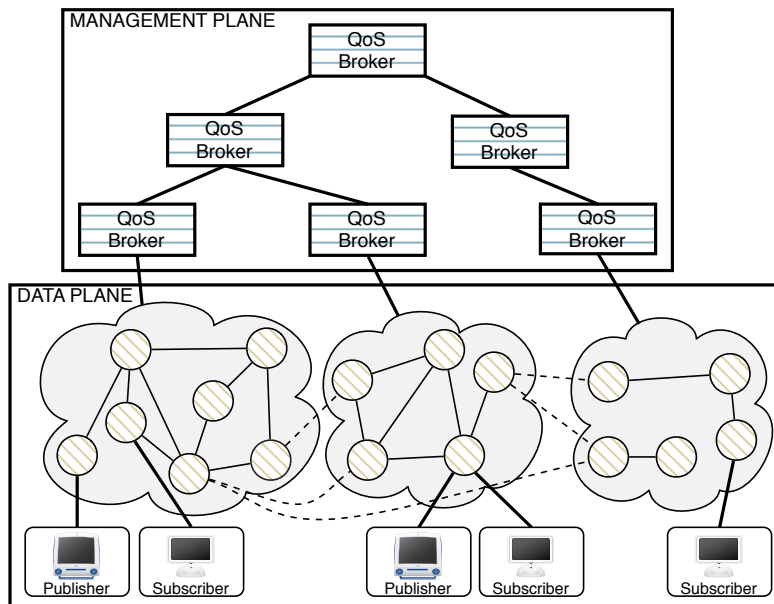 MANAGEMENT PLANE
QoS
Broker
QoS
Broker
QoS
Broker
QoS
Broker
QoS
Broker
QoS
Broker
DATA PLANE
Publisher
Subscriber
Publisher
Subscriber
Subscriber